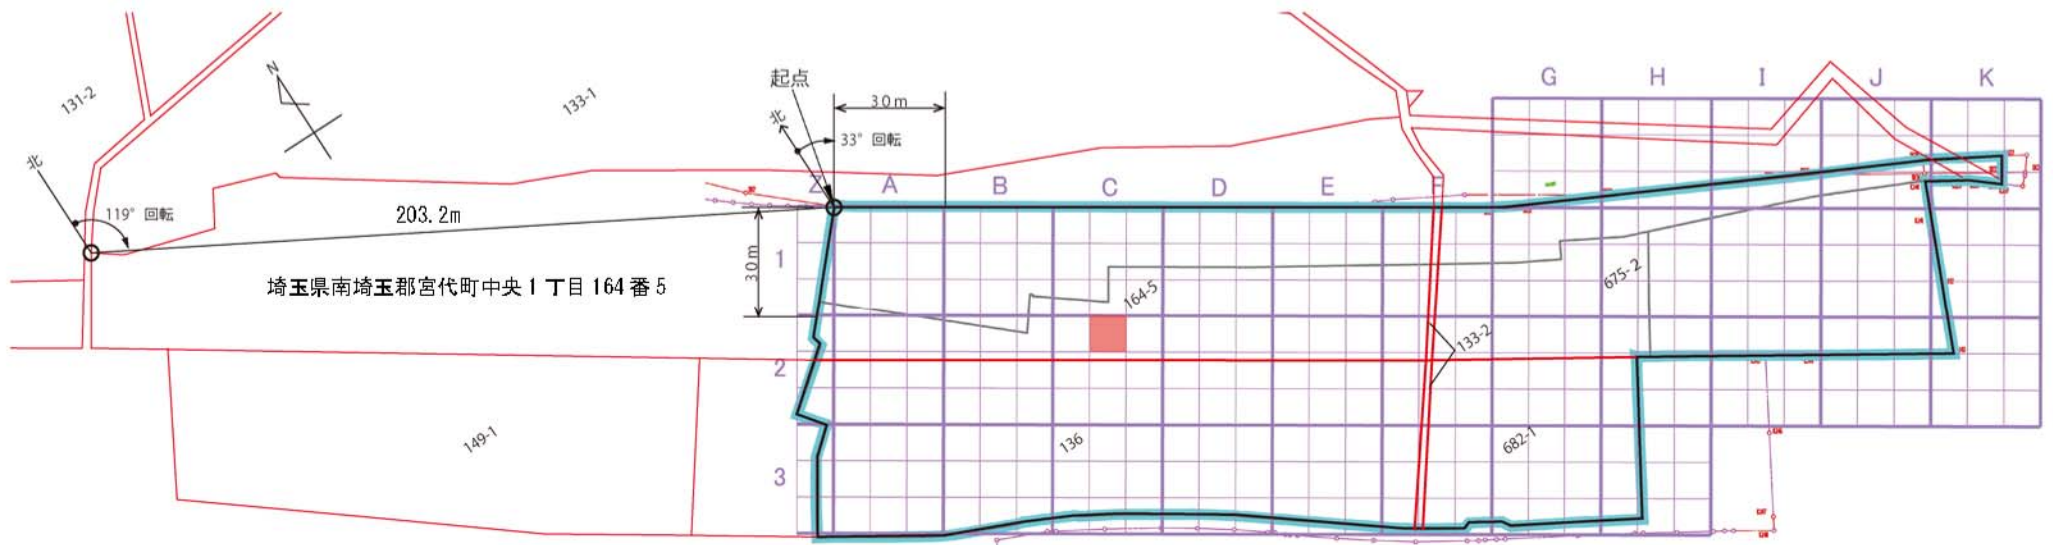 起点
30m
G
H
I
J
K
N
131-2
133-1
北
33° 回転
Z
A
B
C
D
E
F
北
119° 回転
203.2m
30m
1
埼玉県南埼玉郡宮代町中央1丁目164番5
164-5
675-2
133-2
2
149-1
136
682-1
3